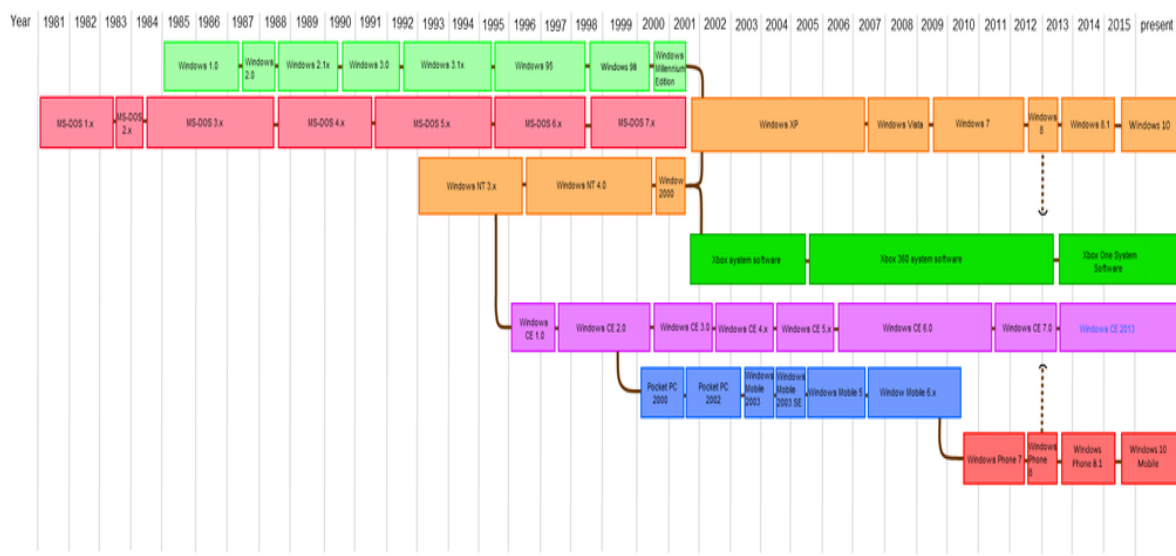 Year 1981 1982 1983 1984 1985 1986 1987 1988 1989 1990 1991 1992 1993 1994 1995 1996 1997 1998 1999 2000 2001 2002 2003 2004 2005 2006 2007 2008 2009 2010 2011 2012 2013 2014 2015 present
Windows 1.0
Windows
2.0
Windows 2.1x
Windows 3.0
Windows 3.1x
Windows 95
Windows 98
Windows
Millennium
Edition
MS-DOS 1.x
MS-DOS
2.x
MS-DOS 3.x
MS-DOS 4.x
MS-DOS 5.x
MS-DOS 6.x
MS-DOS 7.x
Windows XP
Windows Vista
Windows 7
Windows
8
Windows 8.1
Windows 10
Windows NT 3.x
Windows NT 4.0
Window
2000
Xbox system software
Xbox 360 system software
Xbox One System
Software
Windows
CE 1.0
Windows CE 2.0
Windows CE 3.0
Windows CE 4.x
Windows CE 5.x
Windows CE 6.0
Windows CE 7.0
Windows CE 2013
Pocket PC
2000
Pocket PC
2002
Windows
Mobile
2003
Windows
Mobile
2003 SE
Windows Mobile 5
Window Mobile 6.x
Windows Phone 7
Windows
Phone
8
Windows
Phone 8.1
Windows 10
Mobile